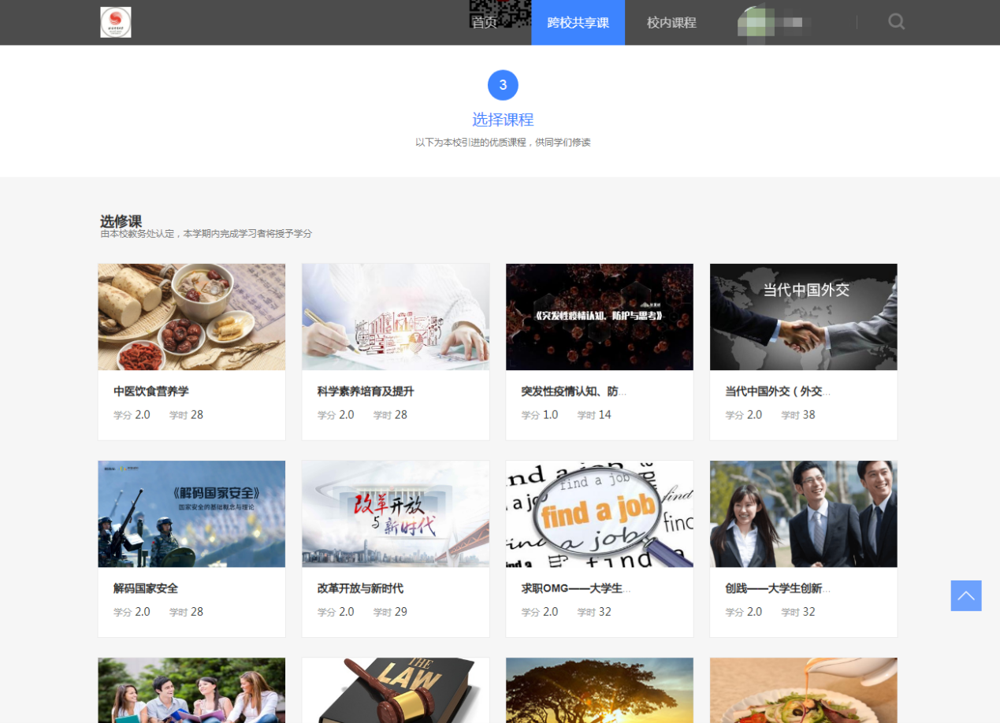 首页
跨校共享课
校内课程
3
选择课程
以下为本校引进的优质课程，供同学们修读
选修课
由本校教务处认定，本学期内完成学习者将授予学分
《突发性疫情认知、防护与思考》
当代中国外交
中医饮食营养学
科学素养培育及提升
突发性疫情认知、防...
当代中国外交（外交...
学分 2.0 学时 28
学分 2.0 学时 28
学分 1.0 学时 14
学分 2.0 学时 38
《解码国家安全》
国家安全的基础概念与理论
改革开放
与新时代
find a job
find a job
a job
find
解码国家安全
改革开放与新时代
求职OMG——大学生...
创践——大学生创新...
学分 2.0 学时 28
学分 2.0 学时 29
学分 2.0 学时 32
学分 2.0 学时 32
THE
LAW